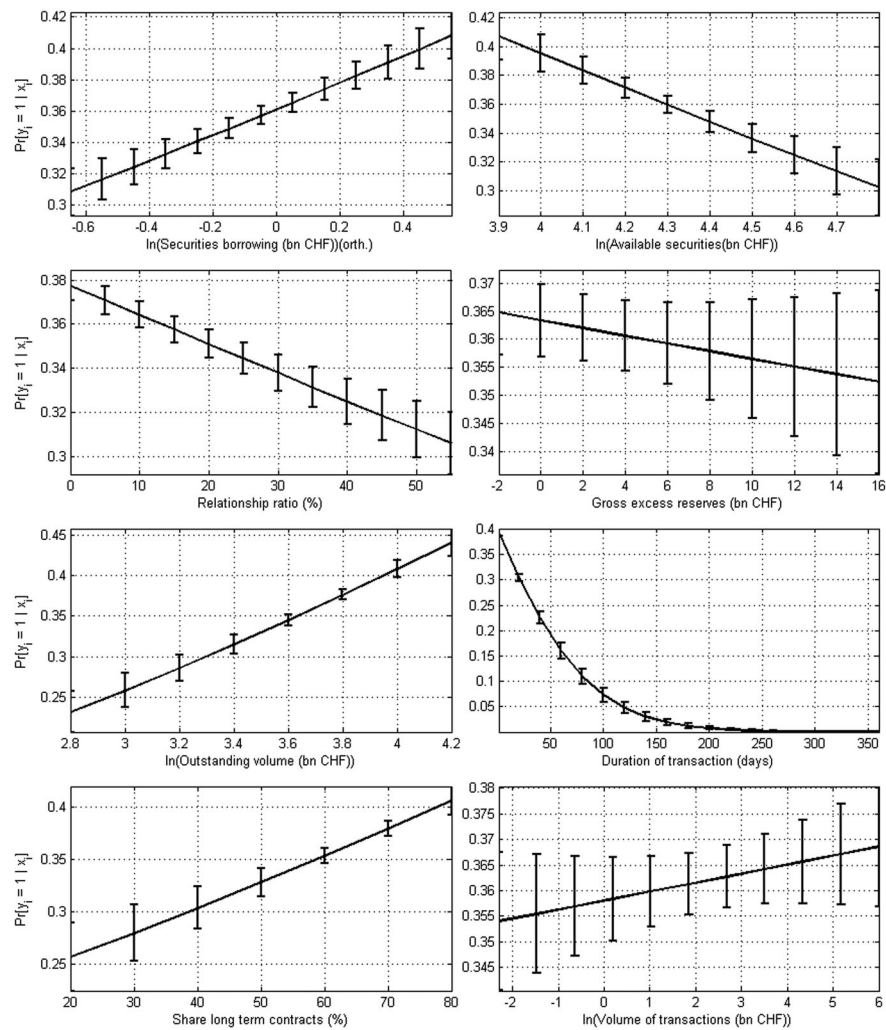 0.42
0.4
0.38
0.36
0.34
0.32
0.3
Pr[y_i = 1 | x_i]
-0.6 -0.4 -0.2 0 0.2 0.4
ln(Securities borrowing (bn CHF))(orth.)
0.42
0.4
0.38
0.36
0.34
0.32
0.3
3.9 4 4.1 4.2 4.3 4.4 4.5 4.6 4.7
ln(Available securities(bn CHF))
0.38
0.36
0.34
0.32
0.3
Pr[y_i = 1 | x_i]
0 10 20 30 40 50
Relationship ratio (%)
0.37
0.365
0.36
0.355
0.35
0.345
0.34
-2 0 2 4 6 8 10 12 14 16
Gross excess reserves (bn CHF)
0.45
0.4
0.35
0.3
0.25
Pr[y_i = 1 | x_i]
2.8 3 3.2 3.4 3.6 3.8 4 4.2
ln(Outstanding volume (bn CHF))
0.4
0.35
0.3
0.25
0.2
0.15
0.1
0.05
50 100 150 200 250 300 350
Duration of transaction (days)
0.4
0.35
0.3
0.25
Pr[y_i = 1 | x_i]
20 30 40 50 60 70 80
Share long term contracts (%)
0.38
0.375
0.37
0.365
0.36
0.355
0.35
0.345
-2 -1 0 1 2 3 4 5 6
ln(Volume of transactions (bn CHF))